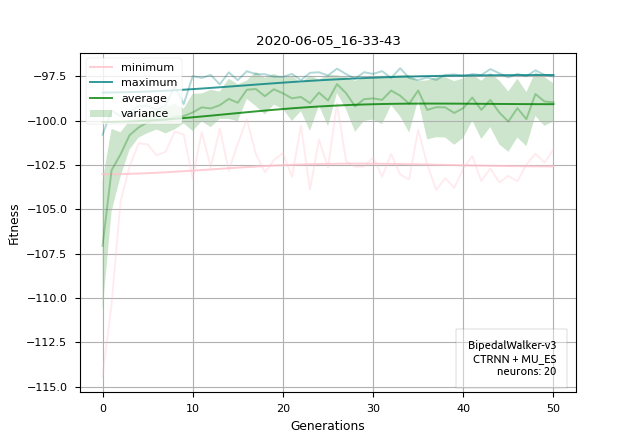 2020-06-05_16-33-43
minimum
maximum
average
variance
−97.5
−100.0
−102.5
−105.0
−107.5
−110.0
−112.5
−115.0
Fitness
BipedalWalker-v3
CTRNN + MU_ES
neurons: 20
0 10 20 30 40 50
Generations